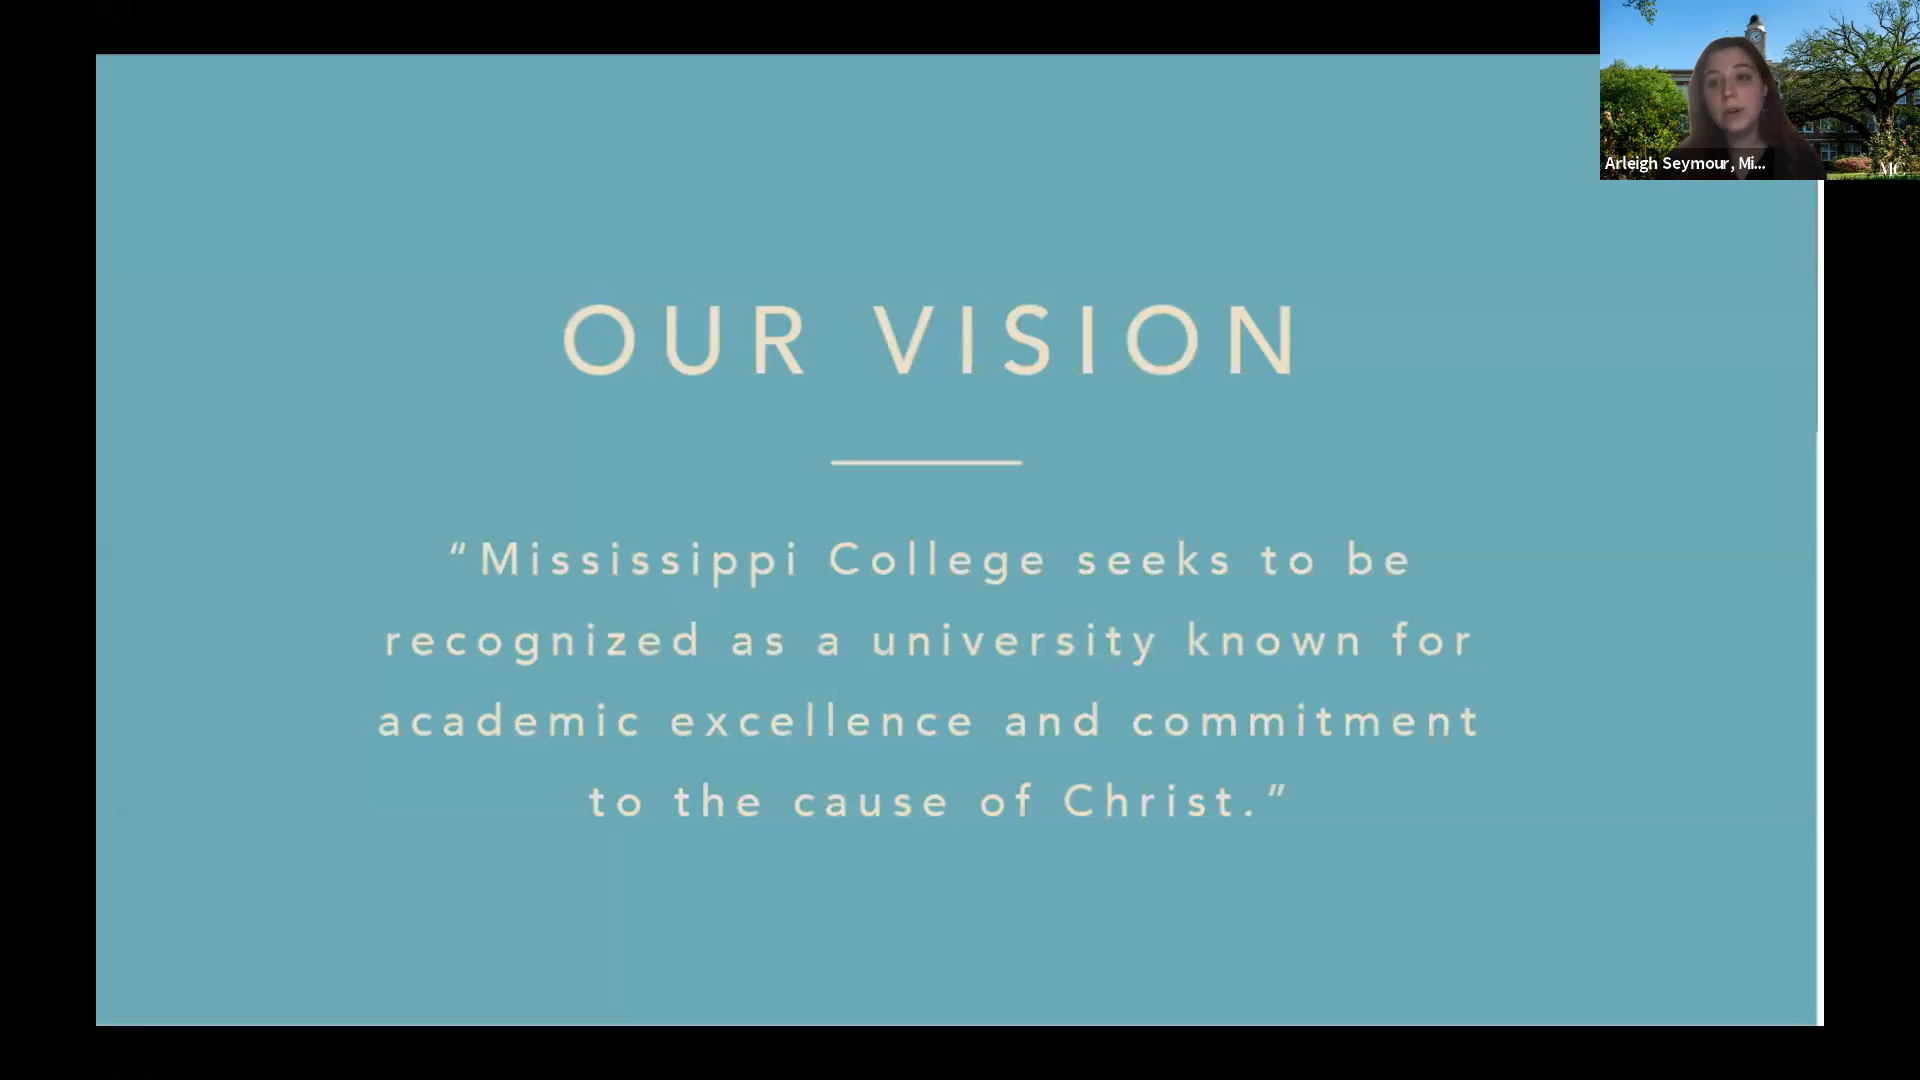 OUR VISION
“Mississippi College seeks to be
recognized as a university known for
academic excellence and commitment
to the cause of Christ.”
Arleigh Seymour, Mi...
MC